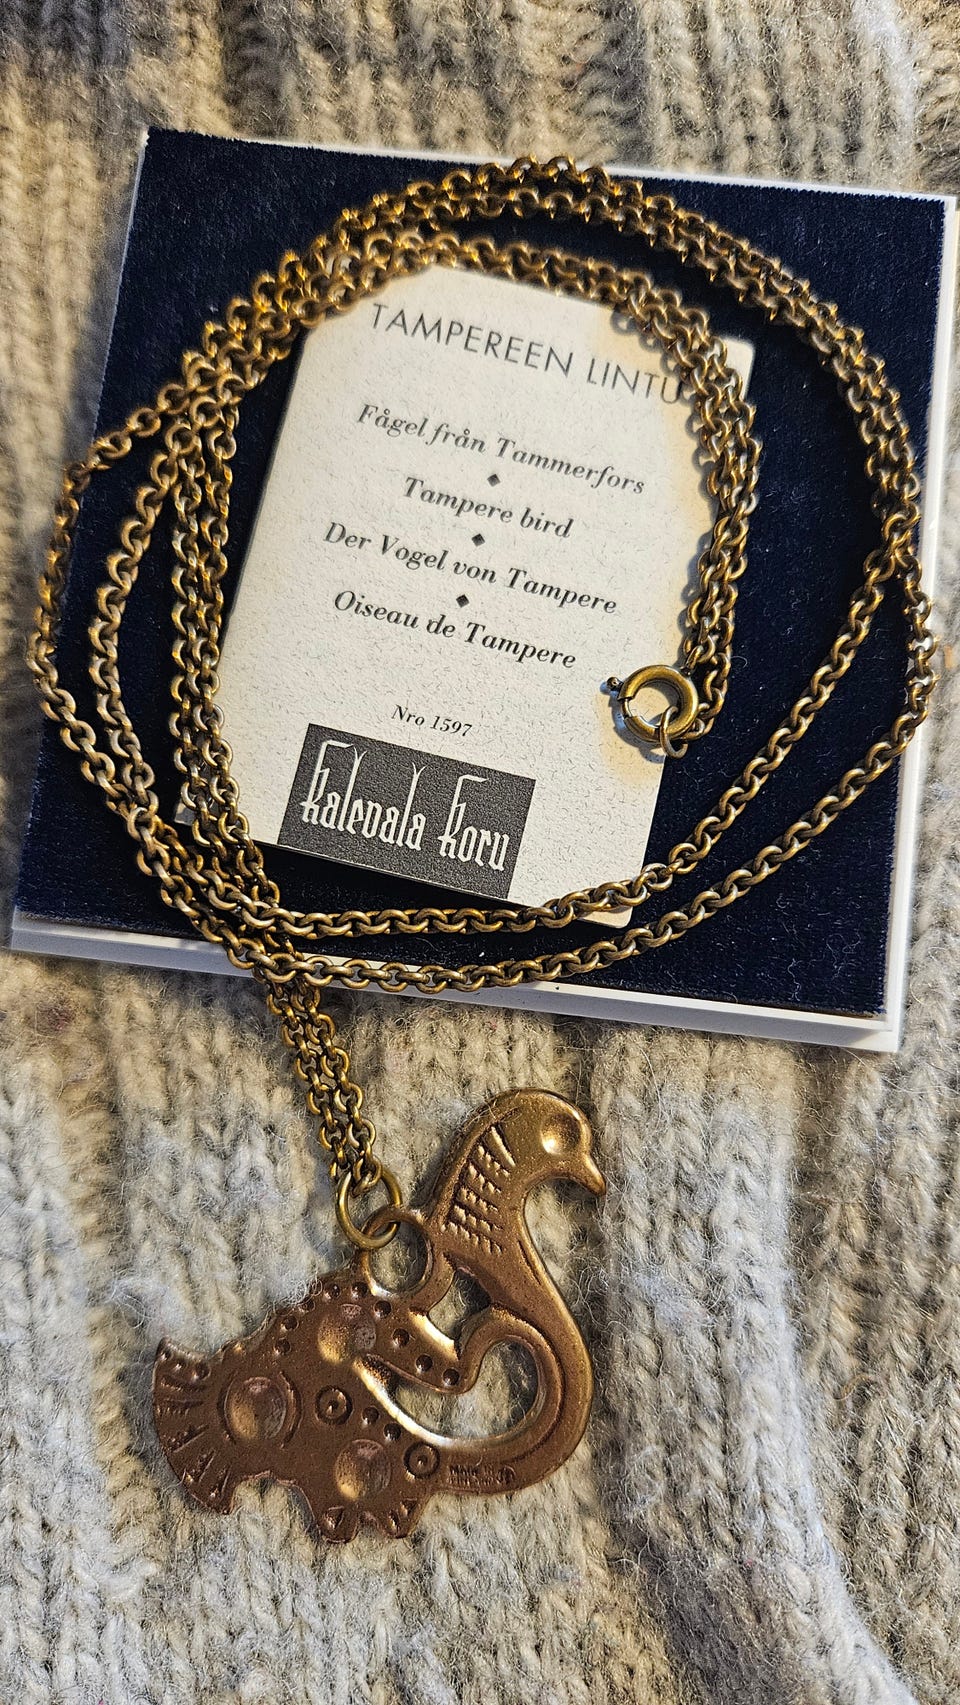 TAMPEREEN LINTU
Fågel från Tammerfors
Tampere bird
Der Vogel von Tampere
Oiseau de Tampere
Nro 1597
Kalevala Koru